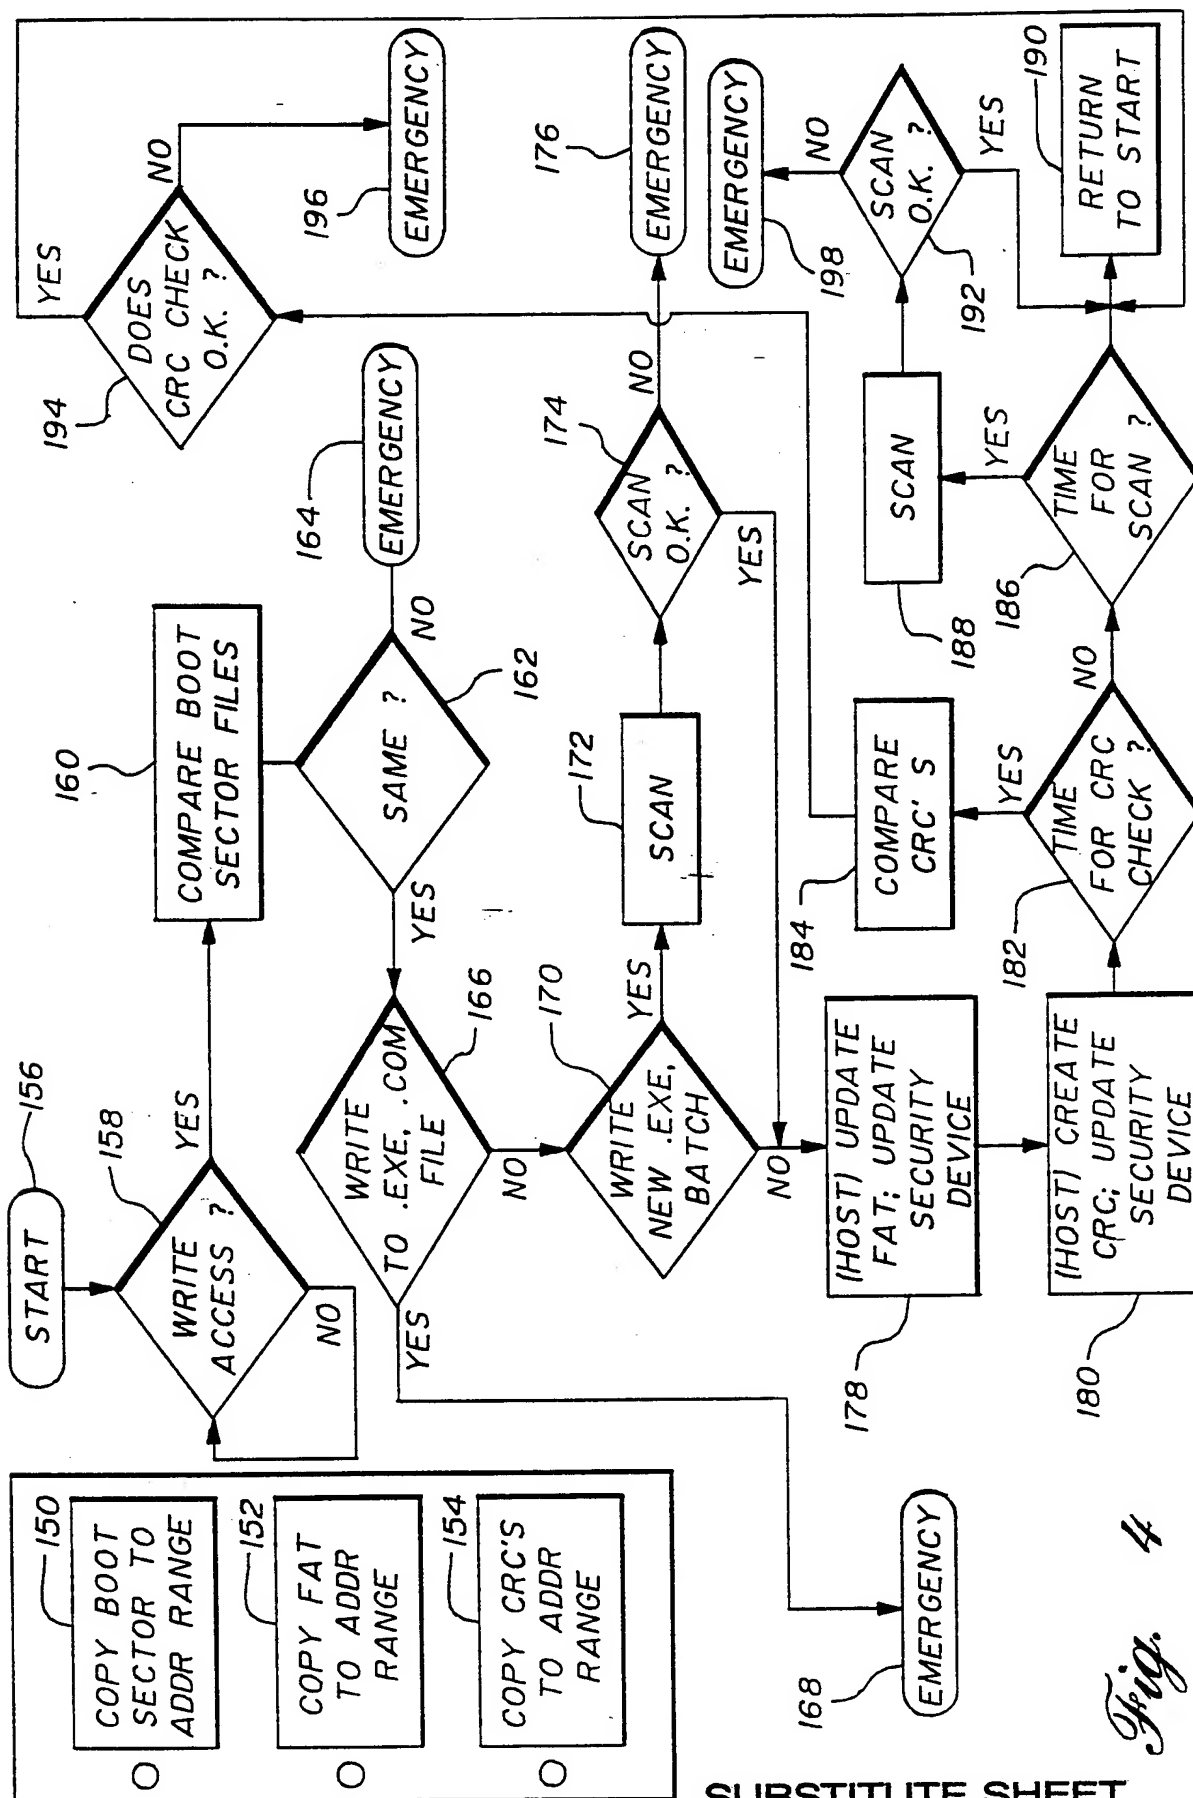 150
COPY BOOT
SECTOR TO
ADDR RANGE
152
COPY FAT
TO ADDR
RANGE
154
COPY CRC'S
TO ADDR
RANGE
START
156
WRITE
ACCESS ?
158
YES
NO
160
COMPARE BOOT
SECTOR FILES
SAME ?
162
NO
YES
164
EMERGENCY
WRITE
TO .EXE, .COM
FILE
166
YES
NO
168
EMERGENCY
WRITE
NEW .EXE,
BATCH
170
YES
NO
172
SCAN
SCAN
O.K. ?
174
NO
YES
176
EMERGENCY
(HOST) UPDATE
FAT; UPDATE
SECURITY
DEVICE
178
(HOST) CREATE
CRC; UPDATE
SECURITY
DEVICE
180
TIME
FOR CRC
CHECK ?
182
YES
NO
184
COMPARE
CRC' S
TIME
FOR
SCAN ?
186
YES
188
SCAN
SCAN
O.K. ?
192
NO
YES
198
EMERGENCY
190
RETURN
TO START
DOES
CRC CHECK
O.K. ?
194
YES
NO
196
EMERGENCY
Fig. 4
SUBSTITUTE SHEET